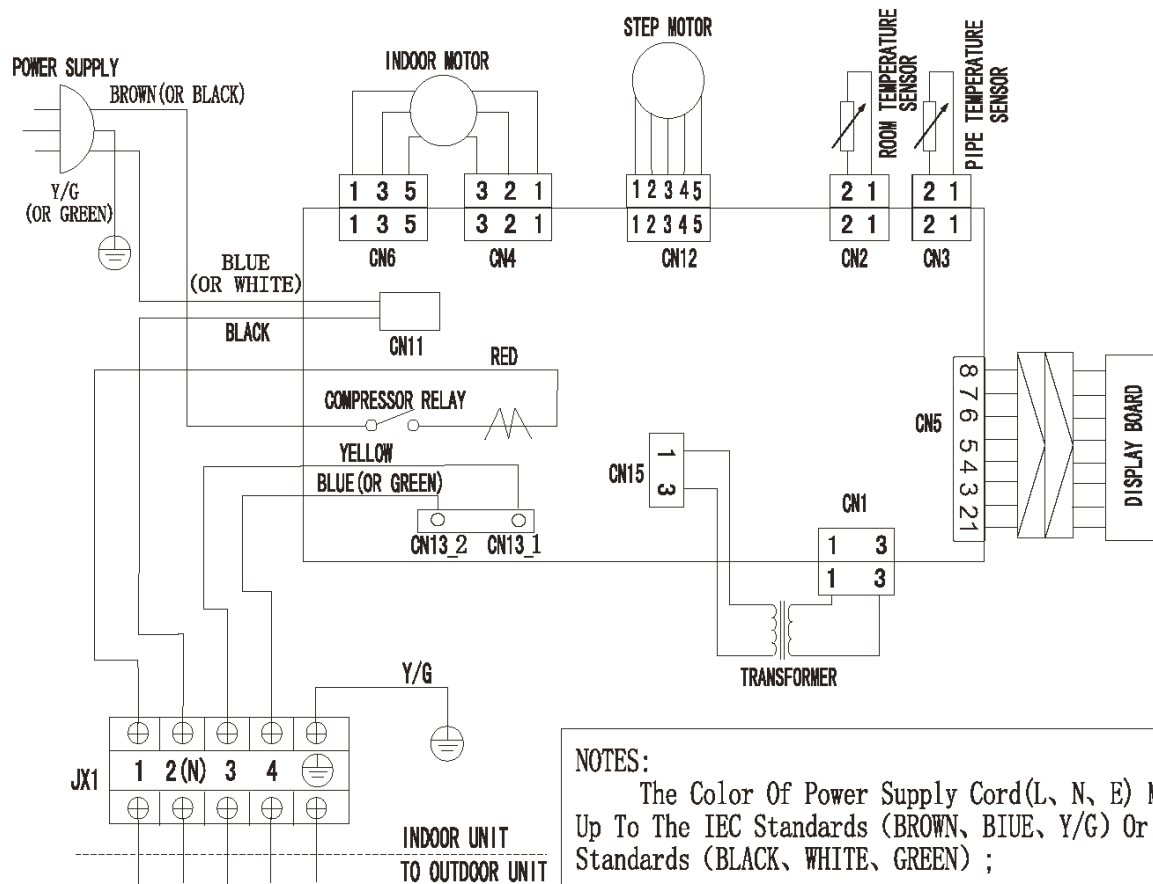 STEP MOTOR
INDOOR MOTOR
POWER SUPPLY
BROWN(OR BLACK)
Y/G
(OR GREEN)
ROOM TEMPERATURE
SENSOR
PIPE TEMPERATURE
SENSOR
1 3 5
3 2 1
1 2 3 4 5
2 1
2 1
1 3 5
3 2 1
1 2 3 4 5
2 1
2 1
CN6
CN4
CN12
CN2
CN3
BLUE
(OR WHITE)
BLACK
CN11
RED
COMPRESSOR RELAY
YELLOW
BLUE(OR GREEN)
CN13_2 CN13_1
CN15
1 3
CN5
8 7 6 5 4 3 2 1
DISPLAY BOARD
CN1
1 3
1 3
TRANSFORMER
Y/G
JX1
1 2(N) 3 4
INDOOR UNIT
TO OUTDOOR UNIT
NOTES:
The Color Of Power Supply Cord(L、N、E)
Up To The IEC Standards (BROWN、BIUE、Y/G) Or
Standards (BLACK、WHITE、GREEN) ;